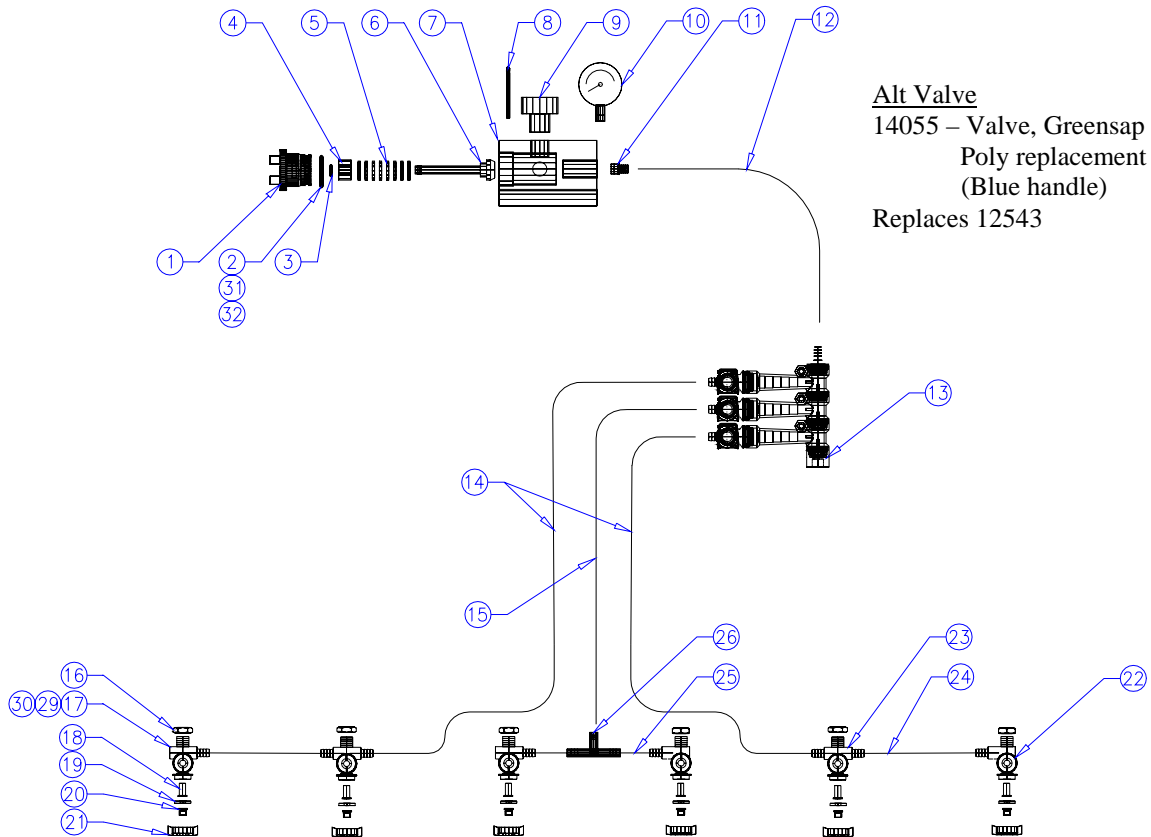 4 5 6 7 8 9 10 11 12
Alt Valve
14055 – Valve, Greensap
Poly replacement
(Blue handle)
Replaces 12543
1 2 3
31
32
13
14
15
26 23
16 25 24 22
30 29 17
18
19
20
21